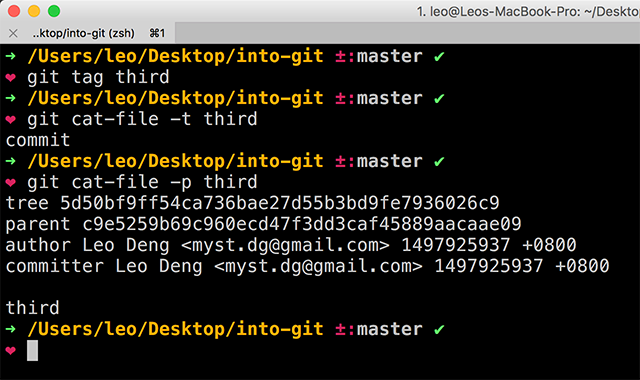 1. leo@Leos-MacBook-Pro: ~/Deskto
× ..ktop/into-git (zsh) ⌘1
➜ /Users/leo/Desktop/into-git ±:master ✔
❤ git tag third
➜ /Users/leo/Desktop/into-git ±:master ✔
❤ git cat-file -t third
commit
➜ /Users/leo/Desktop/into-git ±:master ✔
❤ git cat-file -p third
tree 5d50bf9ff54ca736bae27d55b3bd9fe7936026c9
parent c9e5259b69c960ecd47f3dd3caf45889aacaae09
author Leo Deng <myst.dg@gmail.com> 1497925937 +0800
committer Leo Deng <myst.dg@gmail.com> 1497925937 +0800
third
➜ /Users/leo/Desktop/into-git ±:master ✔
❤